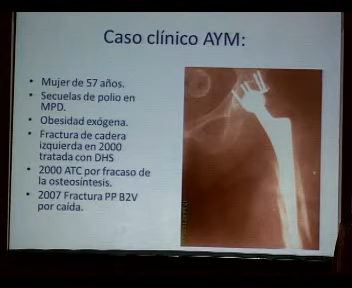 Caso clínico AYM:
• Mujer de 57 años.
• Secuelas de polio en
MPD.
• Obesidad exógena.
• Fractura de cadera
izquierda en 2000
tratada con DHS
• 2000 ATC por fracaso de
la osteosíntesis.
• 2007 Fractura PP B2V
por caída.